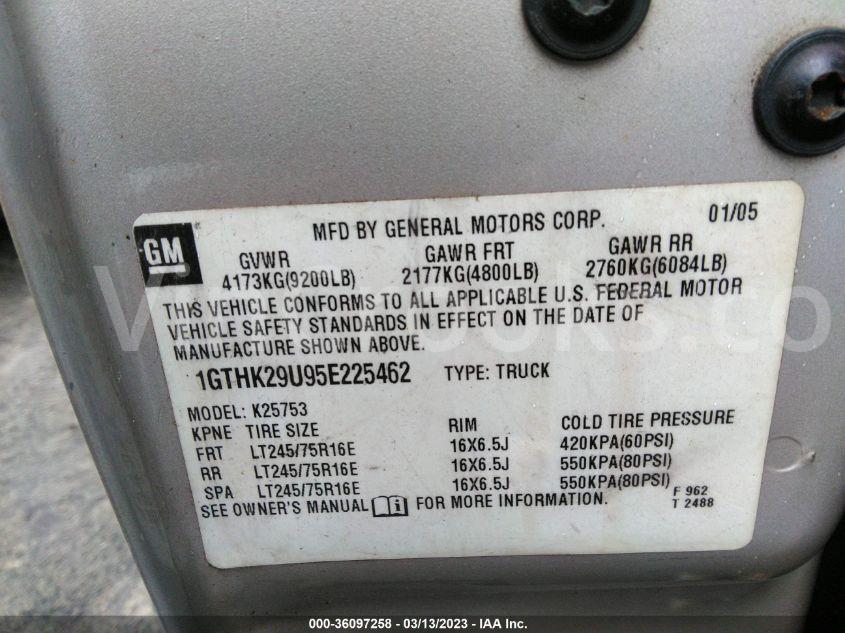 MFD BY GENERAL MOTORS CORP. 01/05
GM
GVWR GAWR FRT GAWR RR
4173KG(9200LB) 2177KG(4800LB) 2760KG(6084LB)
THIS VEHICLE CONFORMS TO ALL APPLICABLE U.S. FEDERAL MOTOR
VEHICLE SAFETY STANDARDS IN EFFECT ON THE DATE OF
MANUFACTURE SHOWN ABOVE.
1GTHK29U95E225462 TYPE: TRUCK
MODEL: K25753
KPNE TIRE SIZE RIM COLD TIRE PRESSURE
FRT LT245/75R16E 16X6.5J 420KPA(60PSI)
RR LT245/75R16E 16X6.5J 550KPA(80PSI)
SPA LT245/75R16E 16X6.5J 550KPA(80PSI)
SEE OWNER'S MANUAL i FOR MORE INFORMATION.
F 962
T 2488
000-36097258 - 03/13/2023 - IAA Inc.